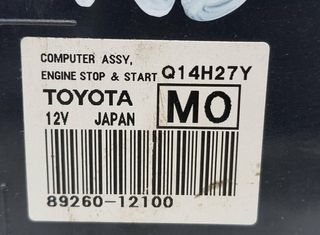 COMPUTER ASSY,
ENGINE STOP & START Q14H27Y
TOYOTA MO
12V JAPAN
89260-12100